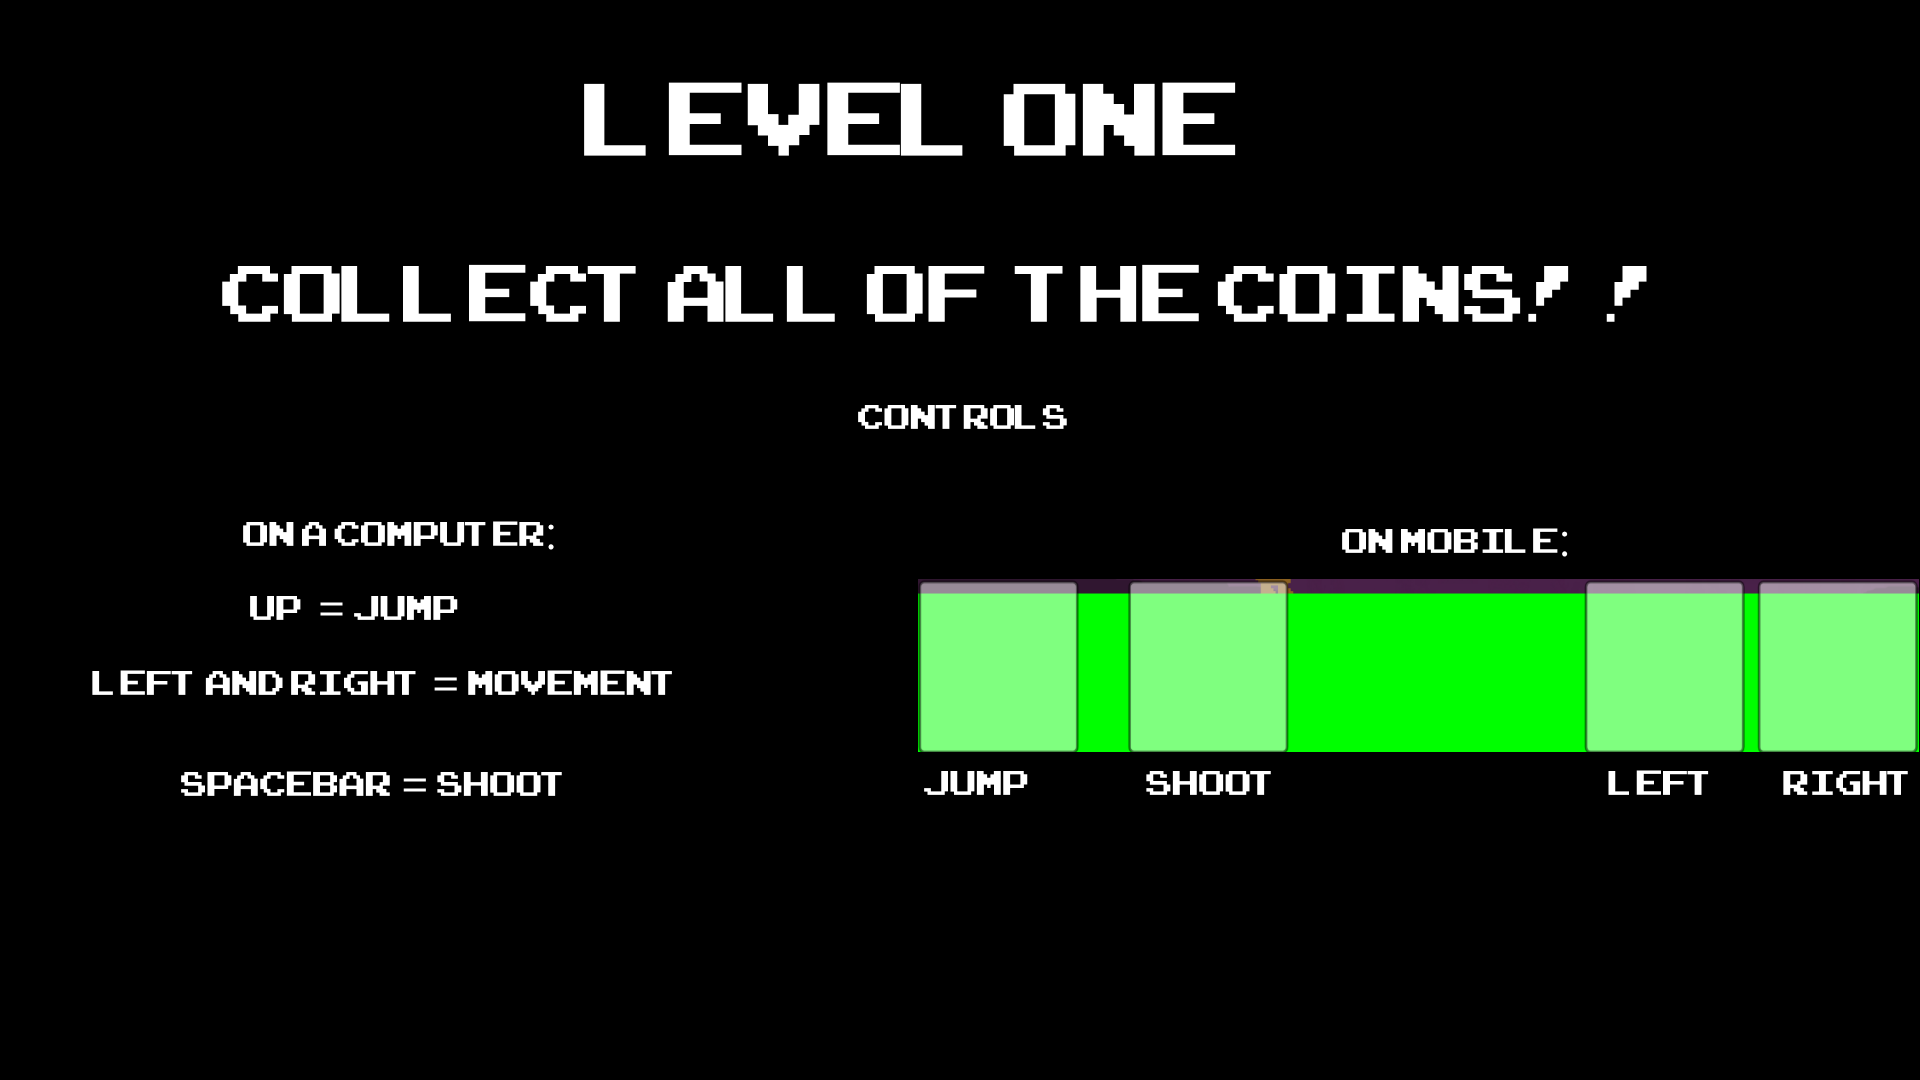 LEVEL ONE
COLLECT ALL OF THE COINS!!
CONTROLS
ON A COMPUTER:
UP = JUMP
LEFT AND RIGHT = MOVEMENT
SPACEBAR = SHOOT
ON MOBILE:
JUMP SHOOT LEFT RIGHT